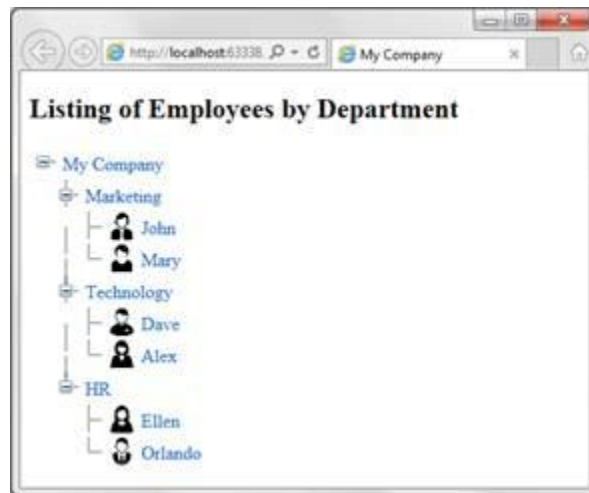 http://localhost:63338
My Company
Listing of Employees by Department
My Company
Marketing
John
Mary
Technology
Dave
Alex
HR
Ellen
Orlando